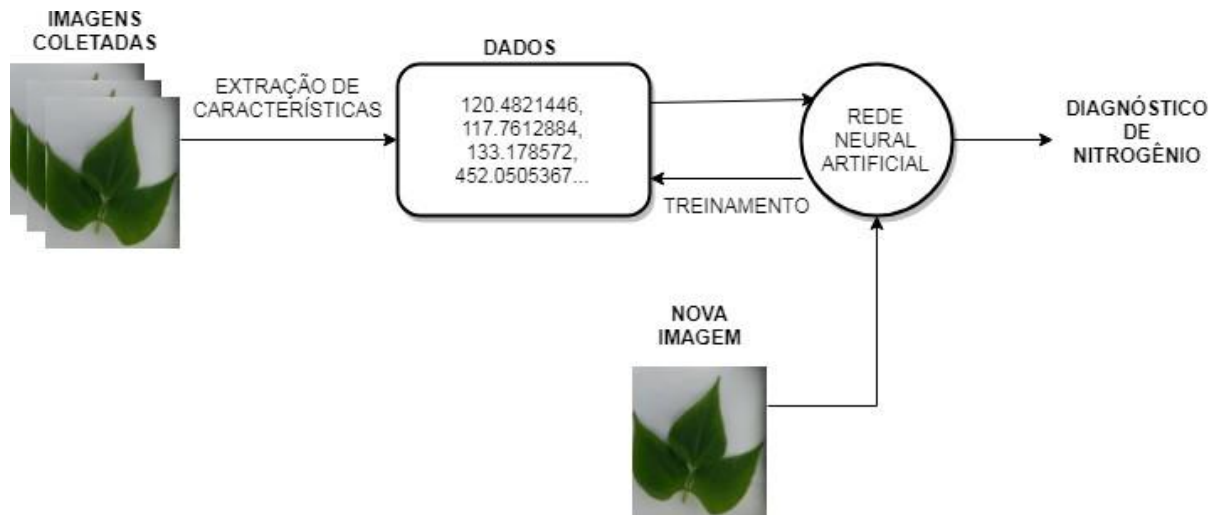 IMAGENS
COLETADAS
EXTRAÇÃO DE
CARACTERÍSTICAS
DADOS
120.4821446,
117.7612884,
133.178572,
452.0505367...
TREINAMENTO
REDE
NEURAL
ARTIFICIAL
DIAGNÓSTICO
DE
NITROGÊNIO
NOVA
IMAGEM